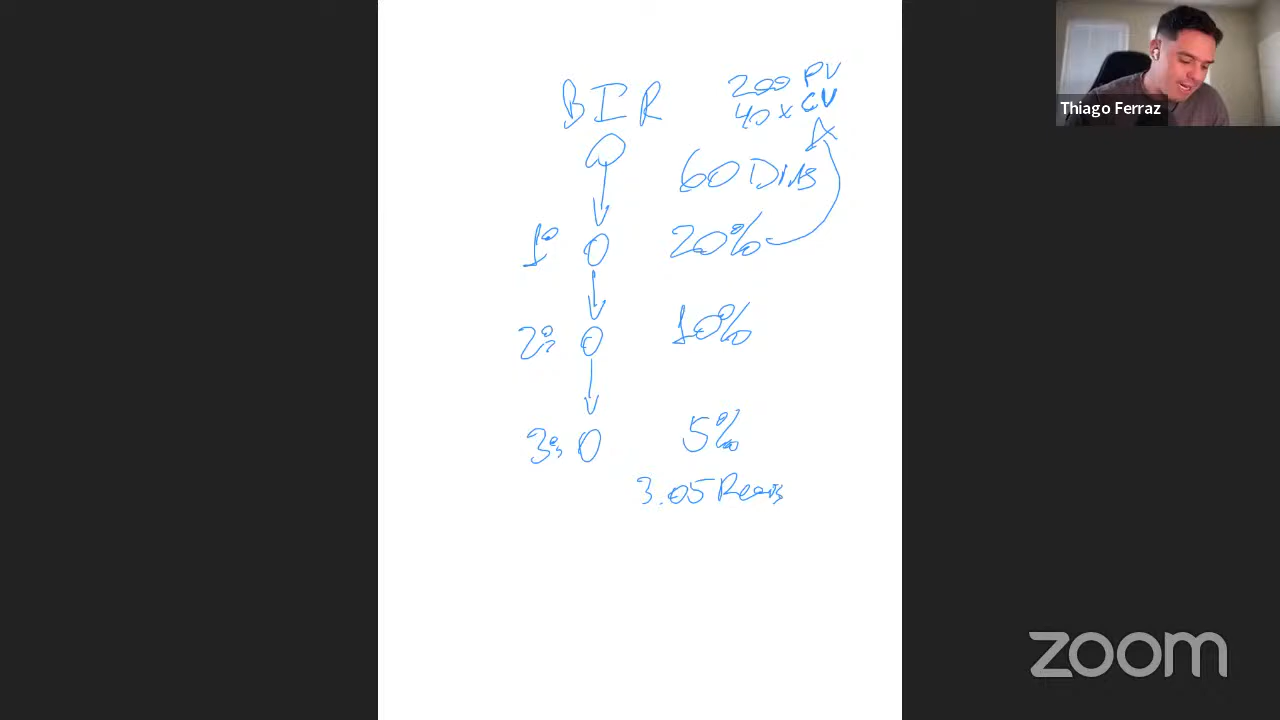 BIR
200 PV
40 x CV
60 DIAS
1º 20%
2º 10%
3º 5%
3.05 Reais
Thiago Ferraz
zoom